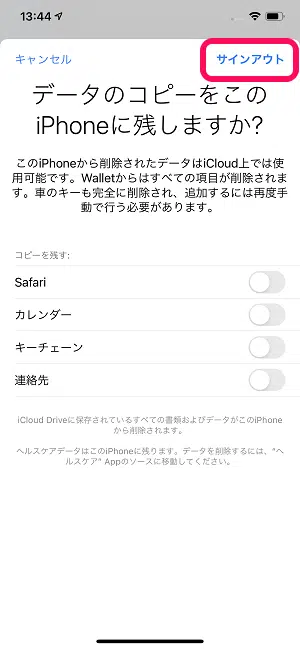 13:44
キャンセル
サインアウト
データのコピーをこの
iPhoneに残しますか?
このiPhoneから削除されたデータはiCloud上では使
用可能です。Walletからはすべての項目が削除されま
す。車のキーも完全に削除され、追加するには再度手
動で行う必要があります。
コピーを残す:
Safari
カレンダー
キーチェーン
連絡先
iCloud Driveに保存されているすべての書類およびデータがこのiPhone
から削除されます。
ヘルスケアデータはこのiPhoneに残ります。データを削除するには、"ヘ
ルスケア" Appのソースに移動してください。